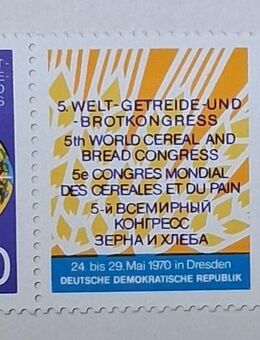 5. WELT-GETREIDE-UND
-BROTKONGRESS
5th WORLD CEREAL AND
BREAD CONGRESS
5e CONGRES MONDIAL
DES CEREALES ET DU PAIN
5-й ВСЕМИРНЫЙ
КОНГРЕСС
ЗЕРНА И ХЛЕБА
24. bis 29. Mai 1970 in Dresden
DEUTSCHE DEMOKRATISCHE REPUBLIK